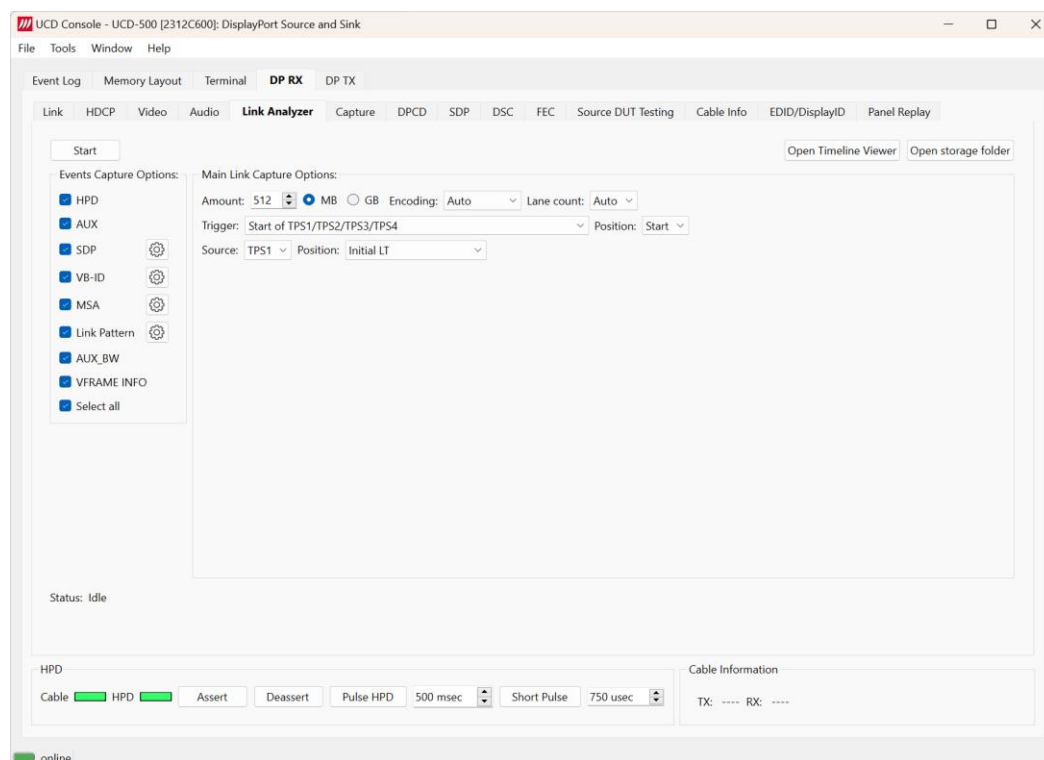 UCD Console - UCD-500 [2312C600]: DisplayPort Source and Sink
File Tools Window Help
Event Log Memory Layout Terminal DP RX DP TX
Link HDCP Video Audio Link Analyzer Capture DPCD SDP DSC FEC Source DUT Testing Cable Info EDID/DisplayID Panel Replay
Start Open Timeline Viewer Open storage folder
Events Capture Options: Main Link Capture Options:
HPD Amount: 512 MB GB Encoding: Auto Lane count: Auto
AUX Trigger: Start of TPS1/TPS2/TPS3/TPS4 Position: Start
SDP Source: TPS1 Position: Initial LT
VB-ID
MSA
Link Pattern
AUX_BW
VFRAME INFO
Select all
Status: Idle
HPD Cable Information
Cable HPD Assert Deassert Pulse HPD 500 msec Short Pulse 750 usec TX: ---- RX: ----
online